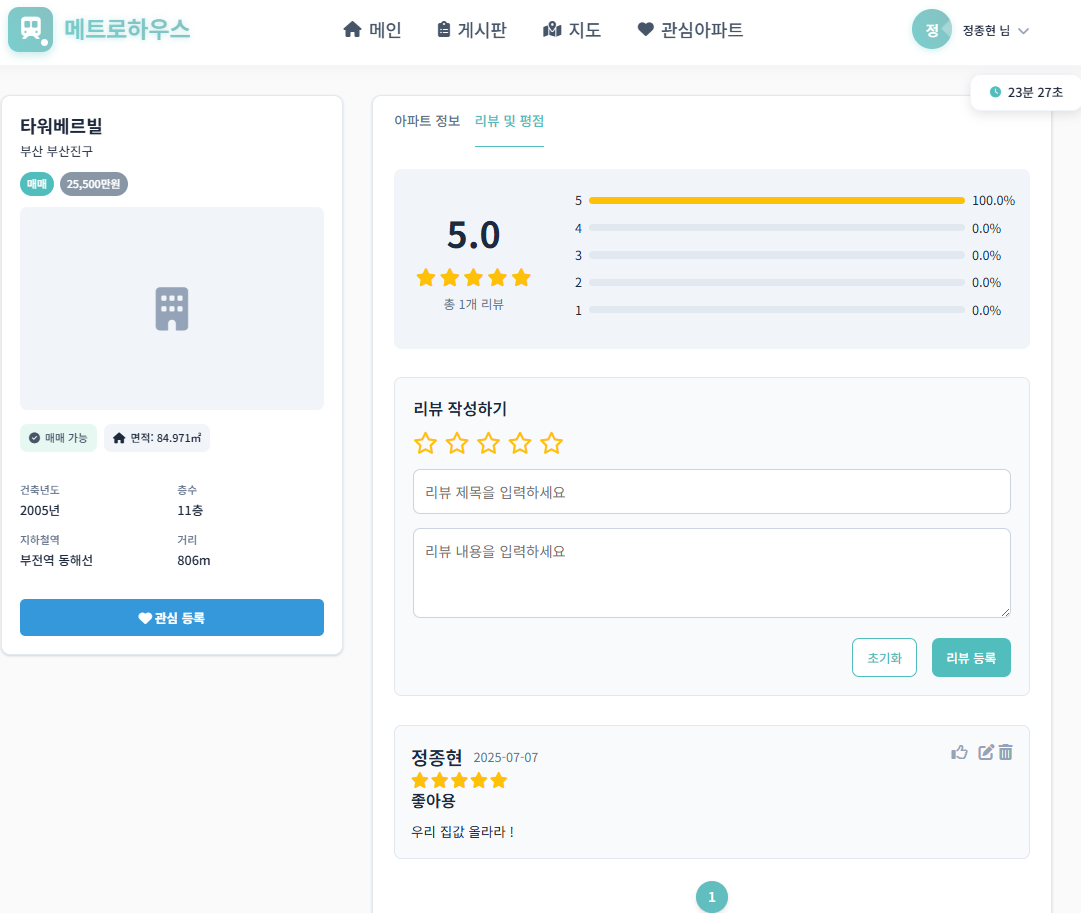 메트로하우스
메인 게시판 지도 관심아파트
정 정종현 님
23분 27초
타워베르빌
부산 부산진구
매매 25,500만원
매매 가능 면적: 84.971㎡
건축년도 층수
2005년 11층
지하철역 거리
부전역 동해선 806m
관심 등록
아파트 정보 리뷰 및 평점
5.0
총 1개 리뷰
5 100.0%
4 0.0%
3 0.0%
2 0.0%
1 0.0%
리뷰 작성하기
리뷰 제목을 입력하세요
리뷰 내용을 입력하세요
초기화 리뷰 등록
정종현 2025-07-07
좋아용
우리 집값 올라라 !
1